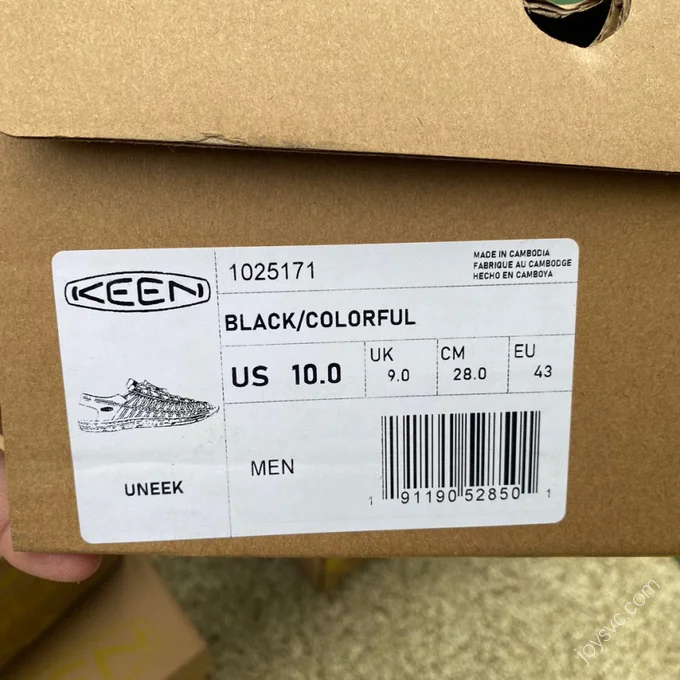 KEEN
1025171
MADE IN CAMBODIA
FABRIQUE AU CAMBODGE
HECHO EN CAMBOYA
BLACK/COLORFUL
US 10.0
UK 9.0
CM 28.0
EU 43
UNEEK
MEN
1 91190 52850 1
joysvc.com